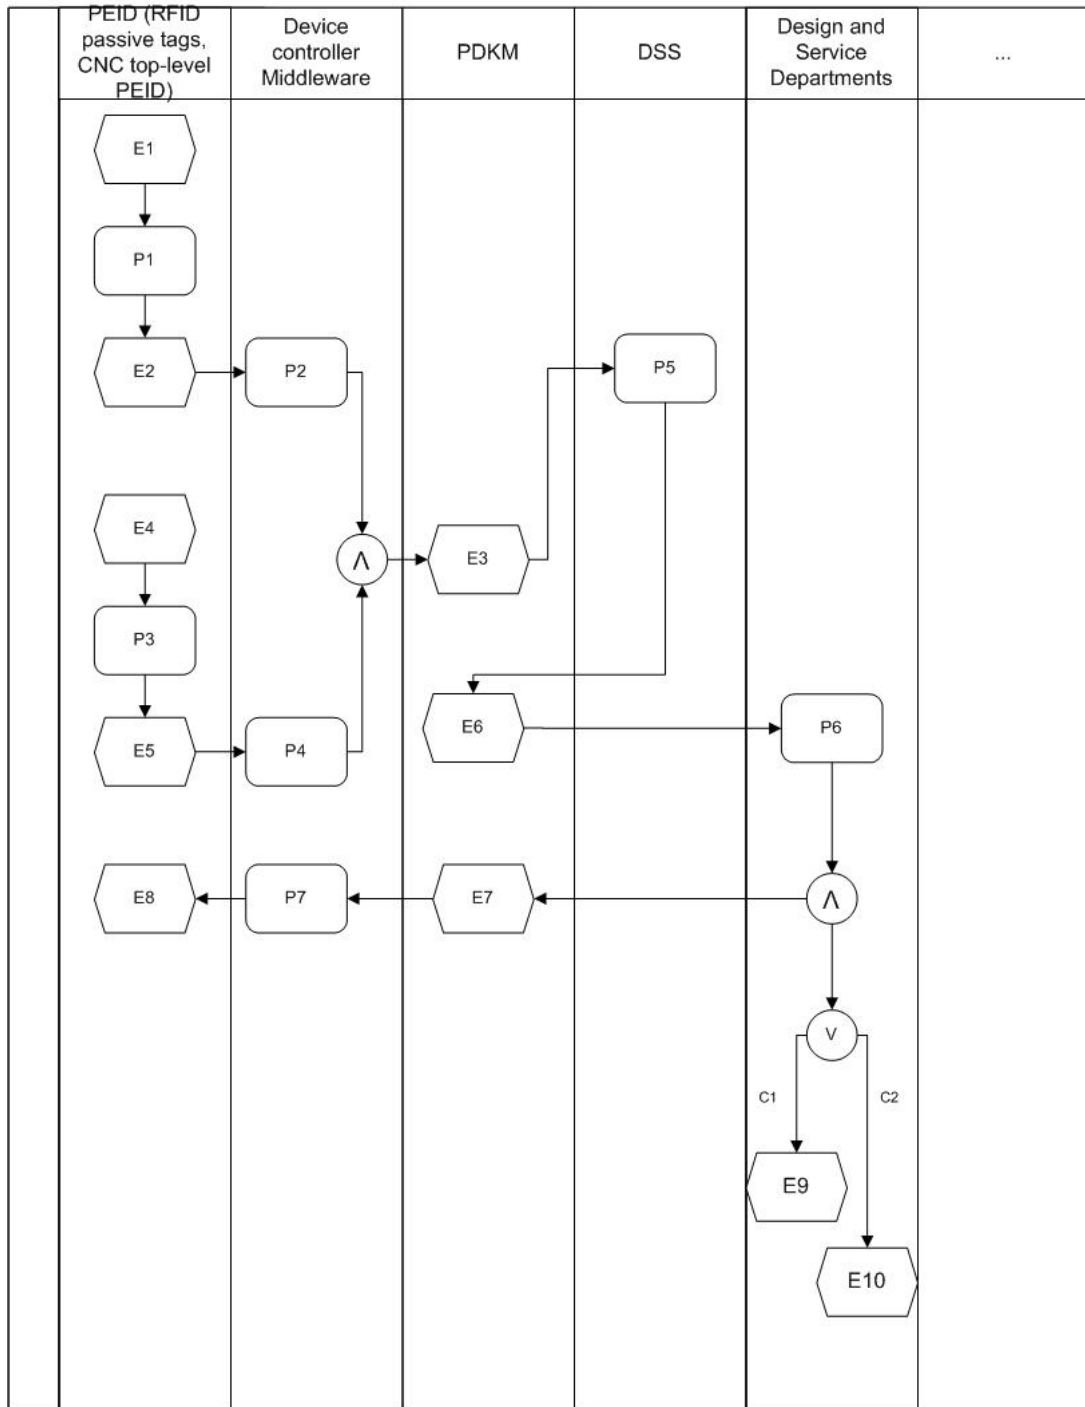 PEID (RFID
passive tags,
CNC top-level
PEID)
Device
controller
Middleware
PDKM
DSS
Design and
Service
Departments
...
E1
P1
E2
P2
P5
E4
Λ
E3
P3
E5
P4
E6
P6
E8
P7
E7
Λ
V
C1
C2
E9
E10